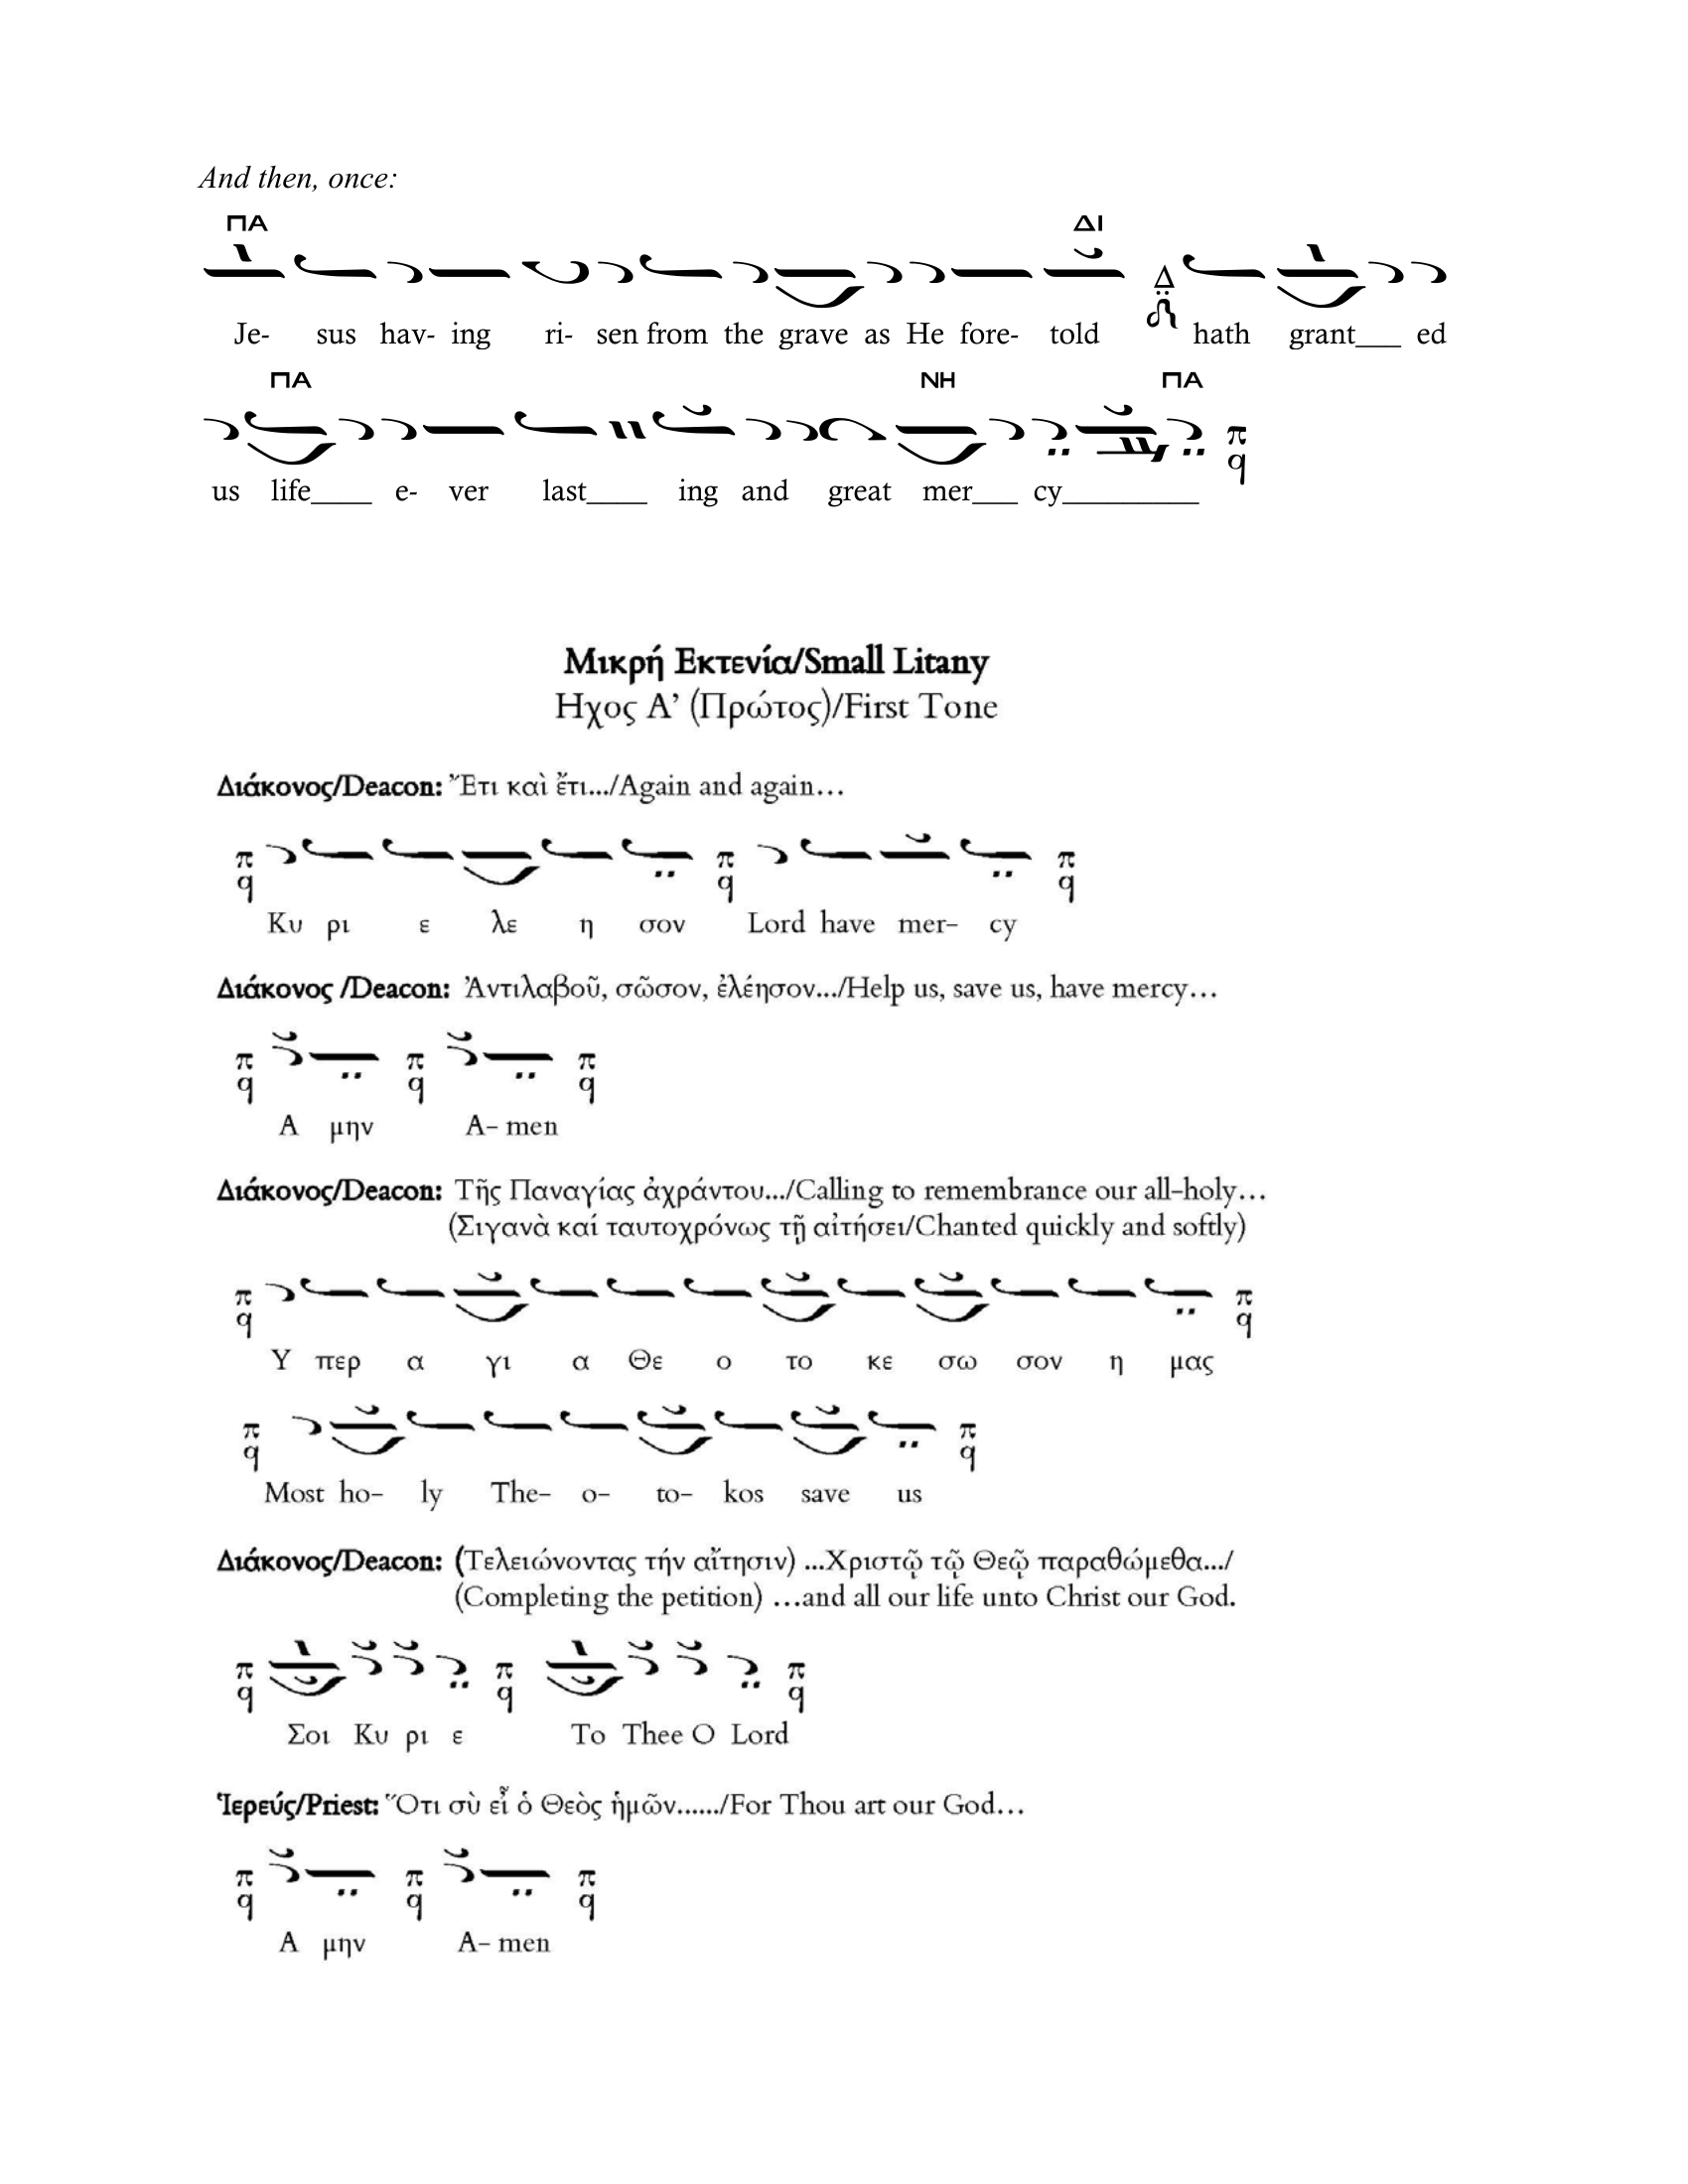 And then, once:
ΠΑ ΔΙ
Je- sus hav- ing ri- sen from the grave as He fore- told hath grant___ ed
ΠΑ ΝΗ ΠΑ
us life____ e- ver last____ ing and great mer___ cy_________
Μικρή Εκτενία/Small Litany
Ηχος Α’ (Πρώτος)/First Tone
Διάκονος/Deacon: Ἔτι καὶ ἔτι.../Again and again…
Κυ ρι ε λε η σον Lord have mer- cy
Διάκονος /Deacon: Ἀντιλαβοῦ, σῶσον, ἐλέησον.../Help us, save us, have mercy…
Α μην A- men
Διάκονος/Deacon: Τῆς Παναγίας ἀχράντου.../Calling to remembrance our all-holy…
(Σιγανὰ καί ταυτοχρόνως τῇ αἰτήσει/Chanted quickly and softly)
Υ περ α γι α Θε ο το κε σω σον η μας
Most ho- ly The- o- to- kos save us
Διάκονος/Deacon: (Τελειώνοντας τήν αἴτησιν) ...Χριστῷ τῷ Θεῷ παραθώμεθα.../
(Completing the petition) …and all our life unto Christ our God.
Σοι Κυ ρι ε To Thee O Lord
Ἱερεύς/Priest: Ὅτι σὺ εἶ ὁ Θεὸς ἡμῶν....../For Thou art our God…
Α μην A- men